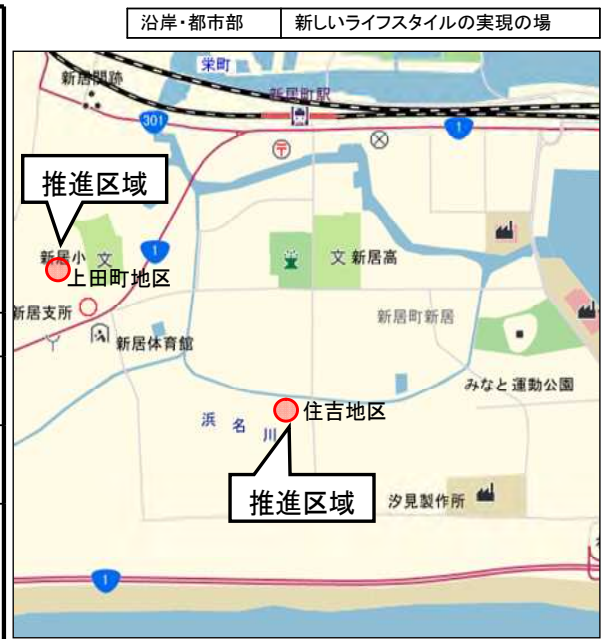 沿岸・都市部 新しいライフスタイルの実現の場
栄町
新居関跡
新居町駅
301
1
推進区域
新居小 文
1
文 新居高
上田町地区
新居支所
新居町新居
新居体育館
みなと運動公園
住吉地区
浜名川
推進区域
汐見製作所
1